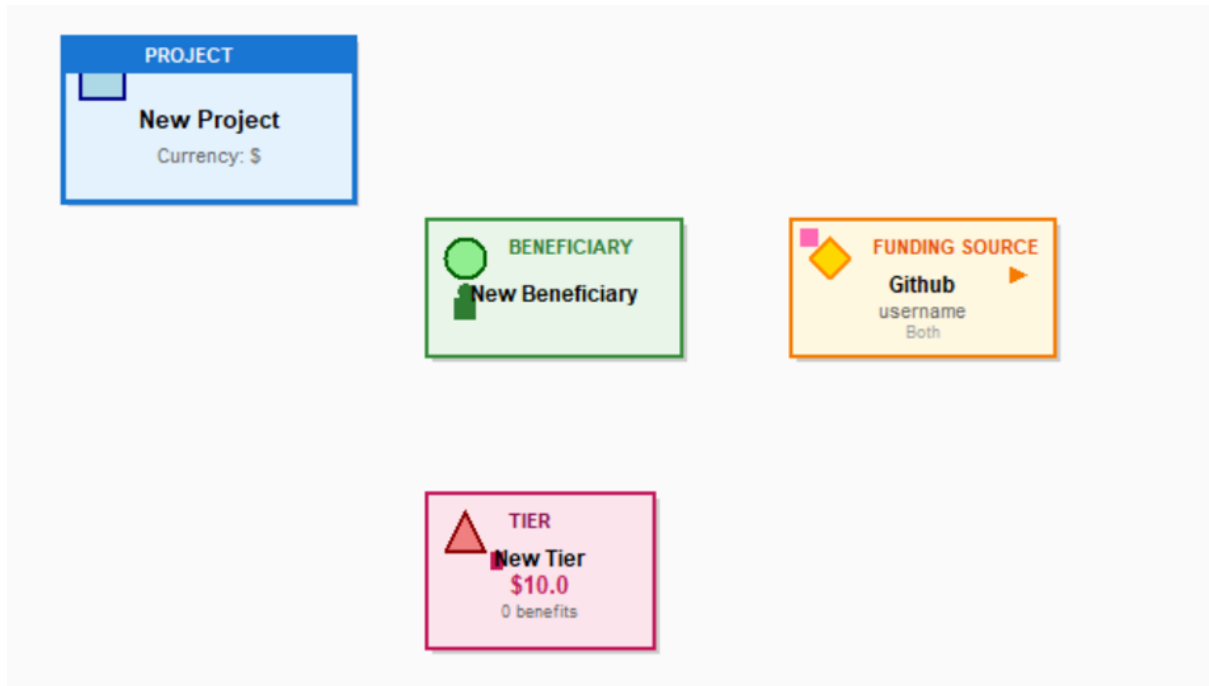 PROJECT
New Project
Currency: $
BENEFICIARY
New Beneficiary
FUNDING SOURCE
Github
username
Both
TIER
New Tier
$10.0
0 benefits